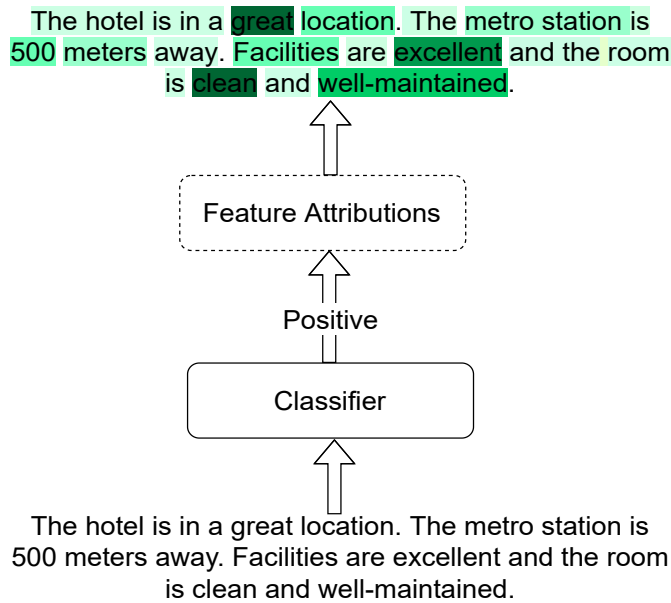 The hotel is in a great location. The metro station is
500 meters away. Facilities are excellent and the room
is clean and well-maintained.
Feature Attributions
Positive
Classifier
The hotel is in a great location. The metro station is
500 meters away. Facilities are excellent and the room
is clean and well-maintained.